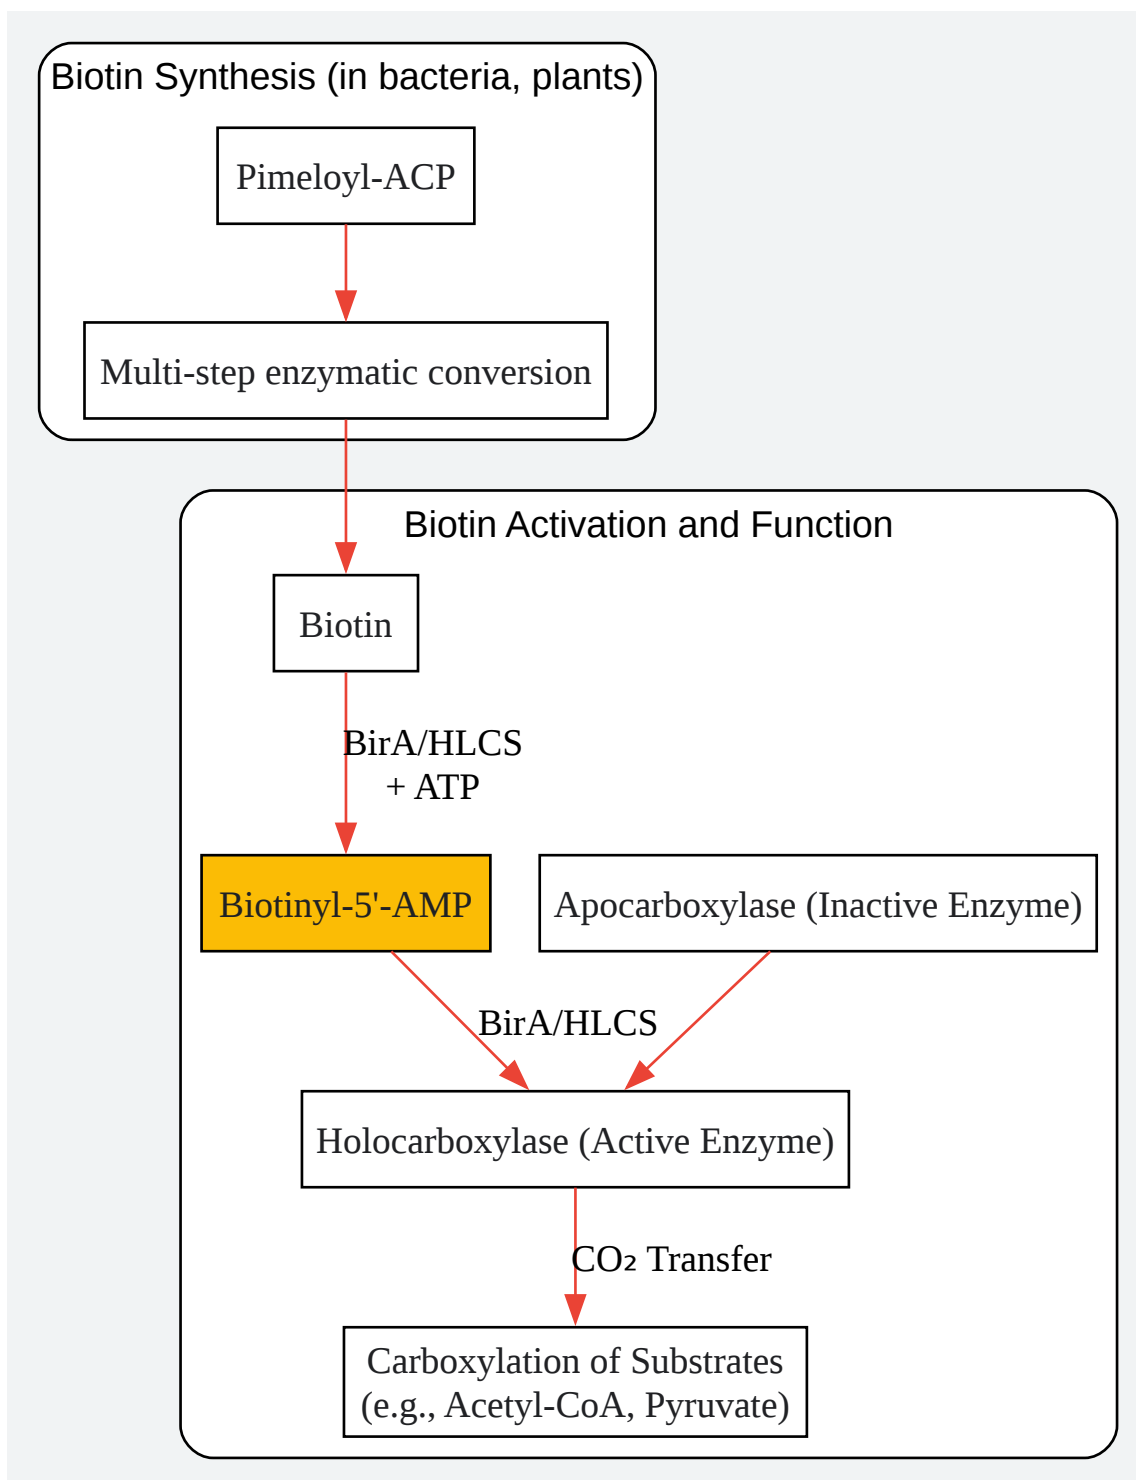 Biotin Synthesis (in bacteria, plants)
Pimeloyl-ACP
Multi-step enzymatic conversion
Biotin Activation and Function
Biotin
BirA/HLCS
+ ATP
Biotinyl-5'-AMP
Apocarboxylase (Inactive Enzyme)
BirA/HLCS
Holocarboxylase (Active Enzyme)
CO₂ Transfer
Carboxylation of Substrates
(e.g., Acetyl-CoA, Pyruvate)